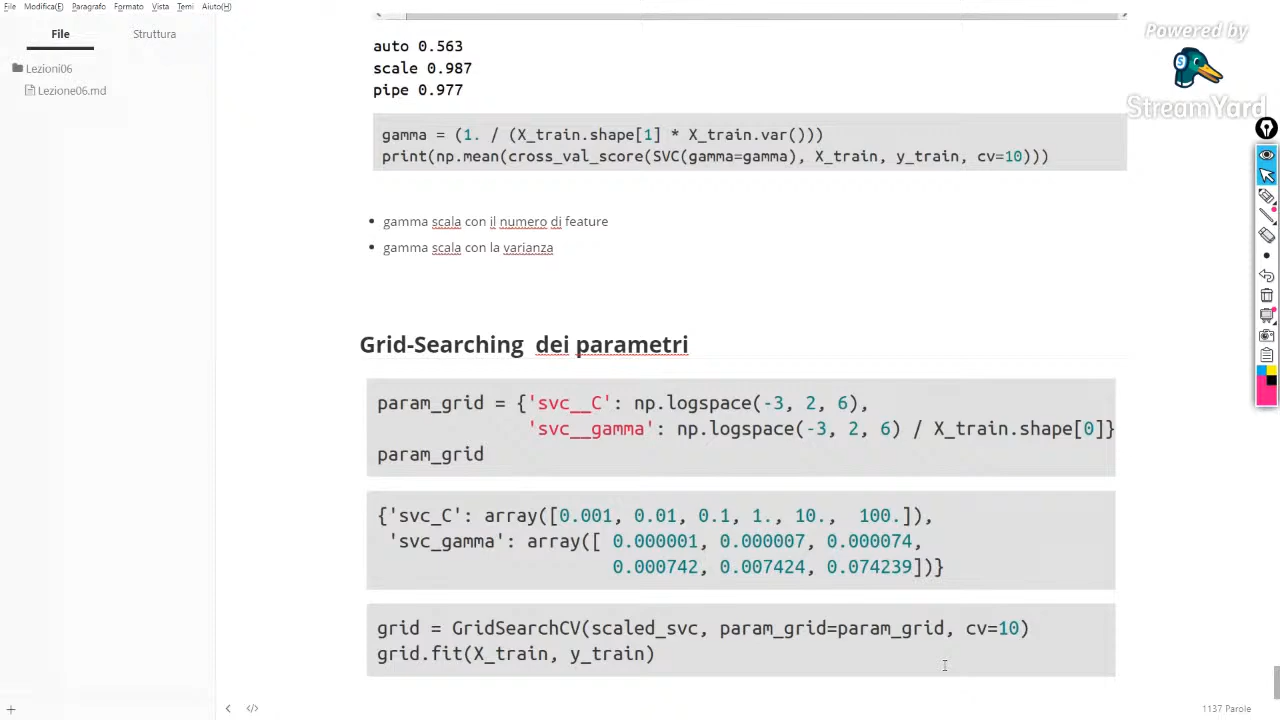 File Modifica(E) Paragrafo Formato Vista Temi Aiuto(H)
File Struttura
Lezioni06
Lezione06.md
auto 0.563
scale 0.987
pipe 0.977
gamma = (1. / (X_train.shape[1] * X_train.var()))
print(np.mean(cross_val_score(SVC(gamma=gamma), X_train, y_train, cv=10)))
gamma scala con il numero di feature
gamma scala con la varianza
Grid-Searching dei parametri
param_grid = {'svc__C': np.logspace(-3, 2, 6),
'svc__gamma': np.logspace(-3, 2, 6) / X_train.shape[0]}
param_grid
{'svc_C': array([0.001, 0.01, 0.1, 1., 10., 100.]),
'svc_gamma': array([ 0.000001, 0.000007, 0.000074,
0.000742, 0.007424, 0.074239])}
grid = GridSearchCV(scaled_svc, param_grid=param_grid, cv=10)
grid.fit(X_train, y_train)
1137 Parole
Powered by
StreamYard